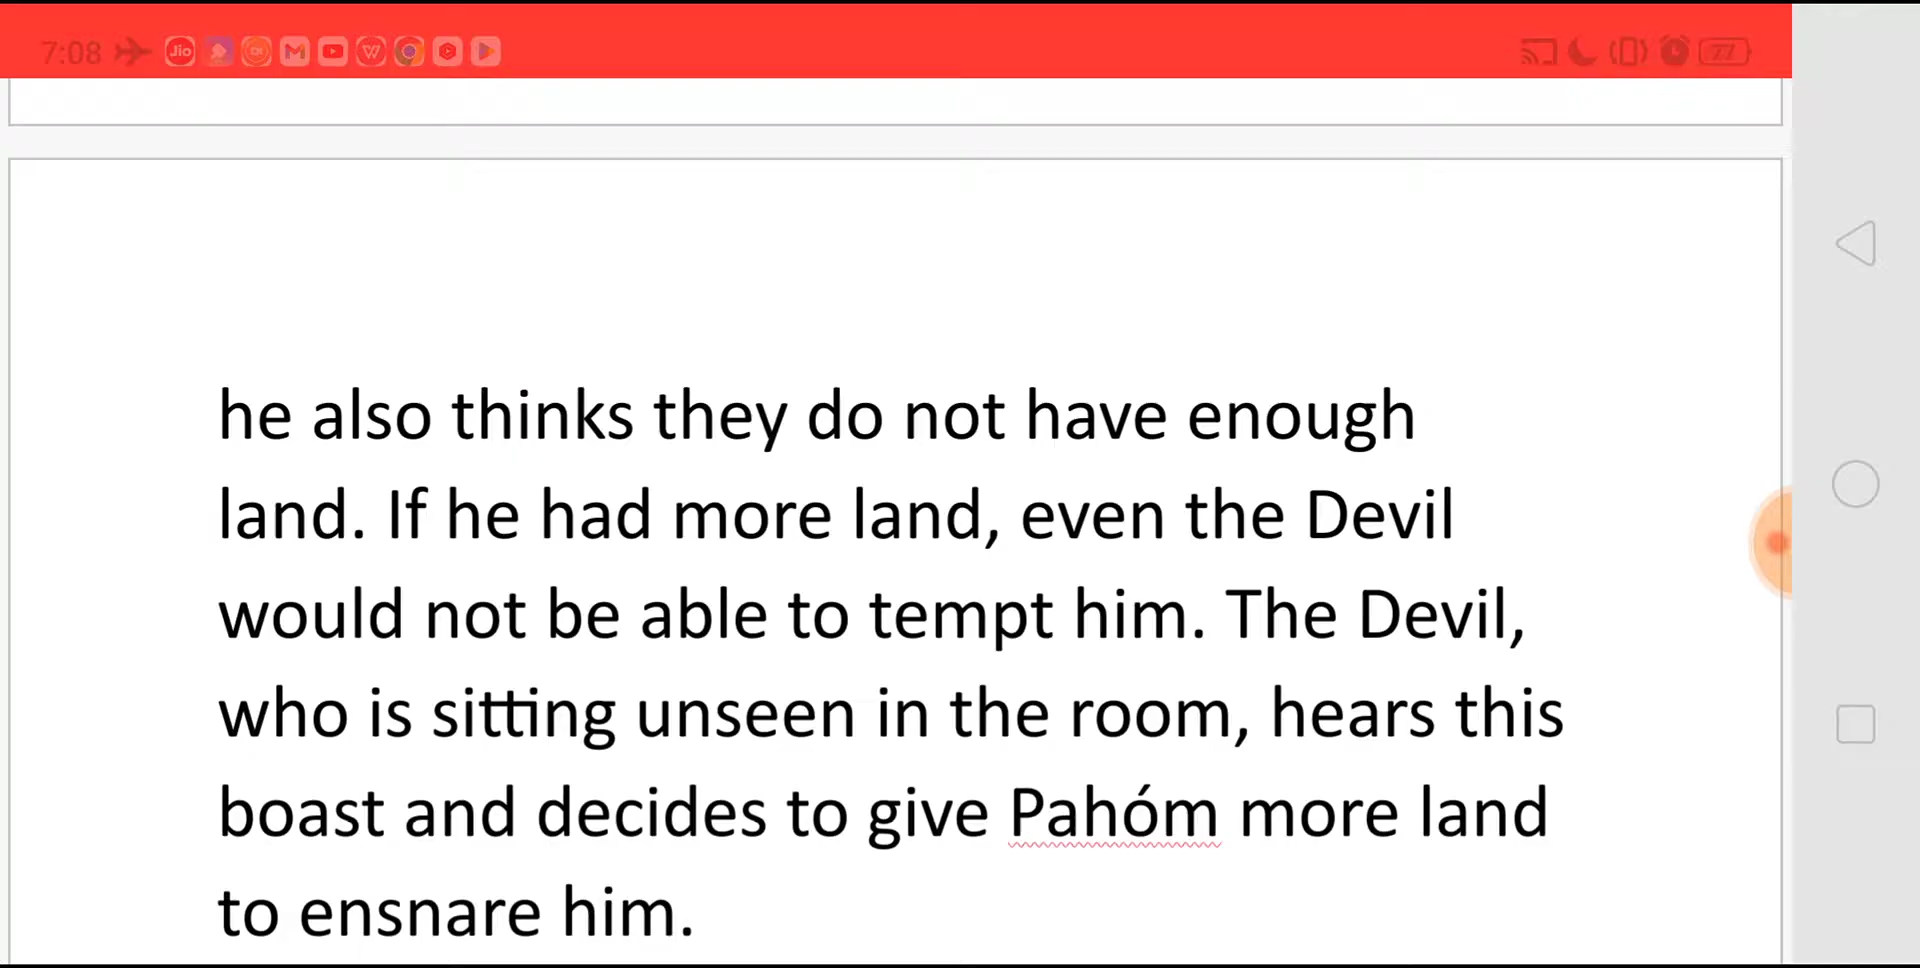 7:08 Jio 77
he also thinks they do not have enough
land. If he had more land, even the Devil
would not be able to tempt him. The Devil,
who is sitting unseen in the room, hears this
boast and decides to give Pahóm more land
to ensnare him.